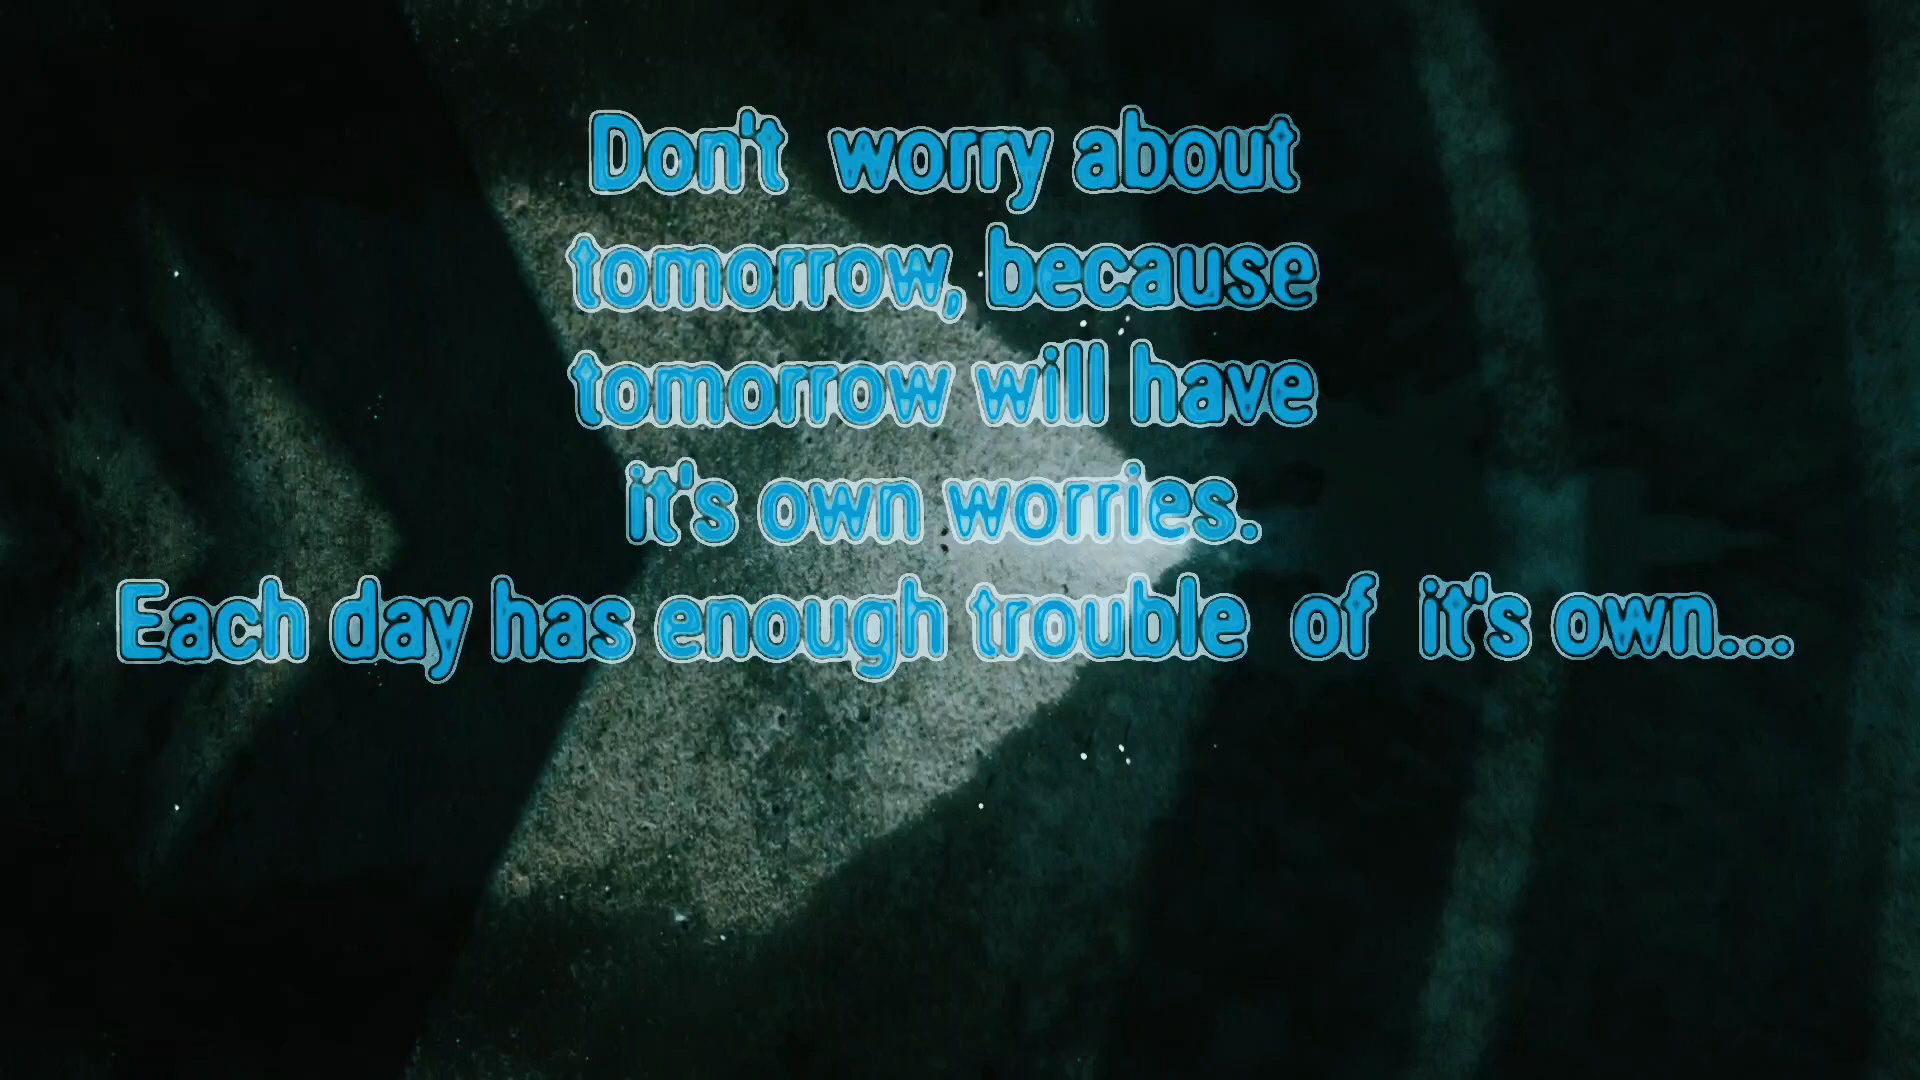 Don't worry about
tomorrow, because
tomorrow will have
it's own worries.
Each day has enough trouble of it's own...